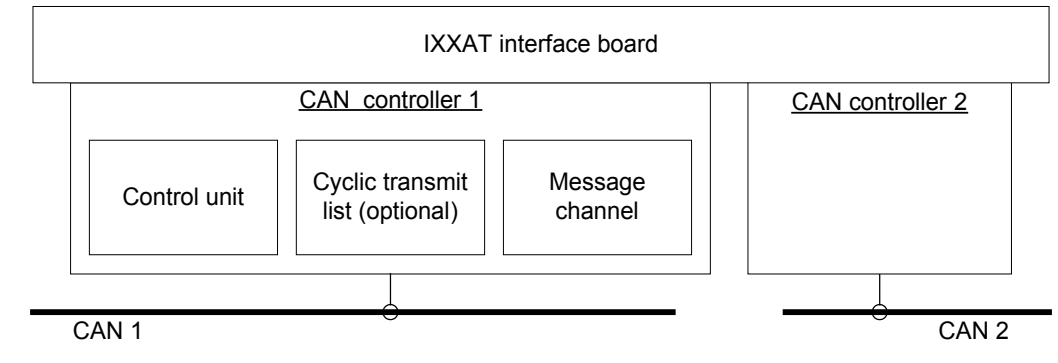 IXXAT interface board
CAN controller 1
CAN controller 2
Control unit
Cyclic transmit
list (optional)
Message
channel
CAN 1
CAN 2